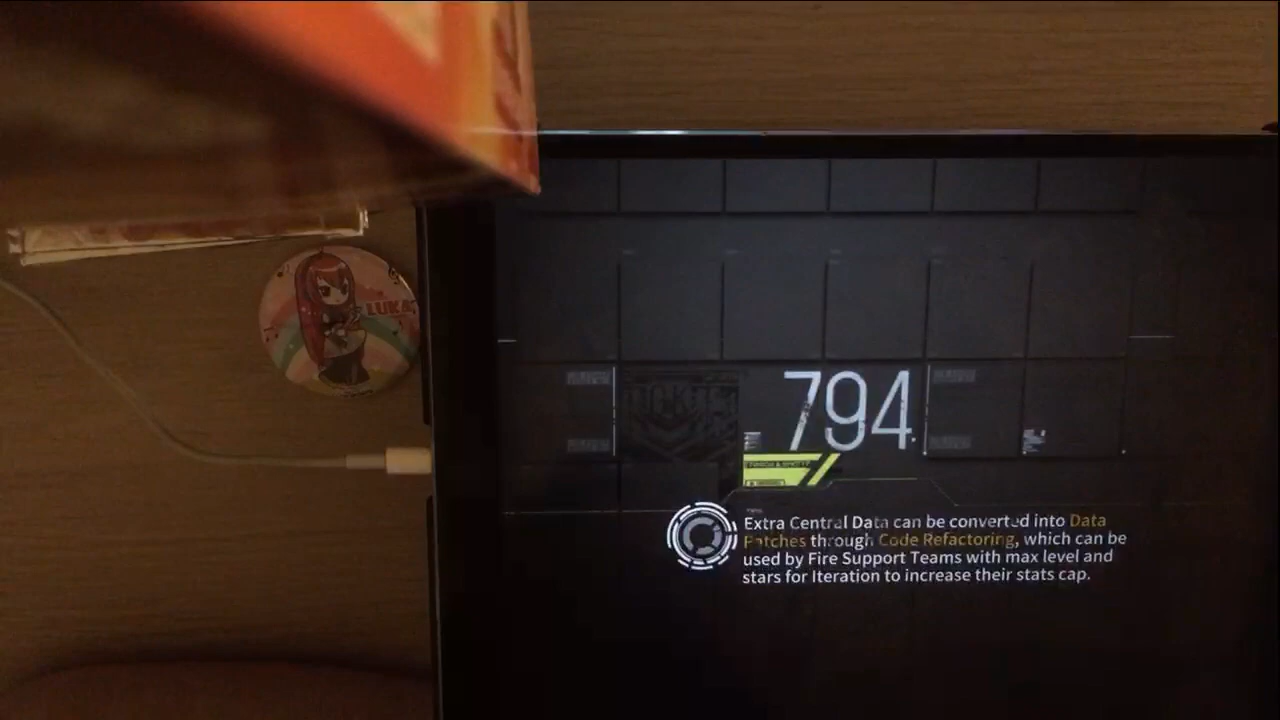 LUKA
794
Extra Central Data can be converted into Data
Patches through Code Refactoring, which can be
used by Fire Support Teams with max level and
stars for Iteration to increase their stats cap.